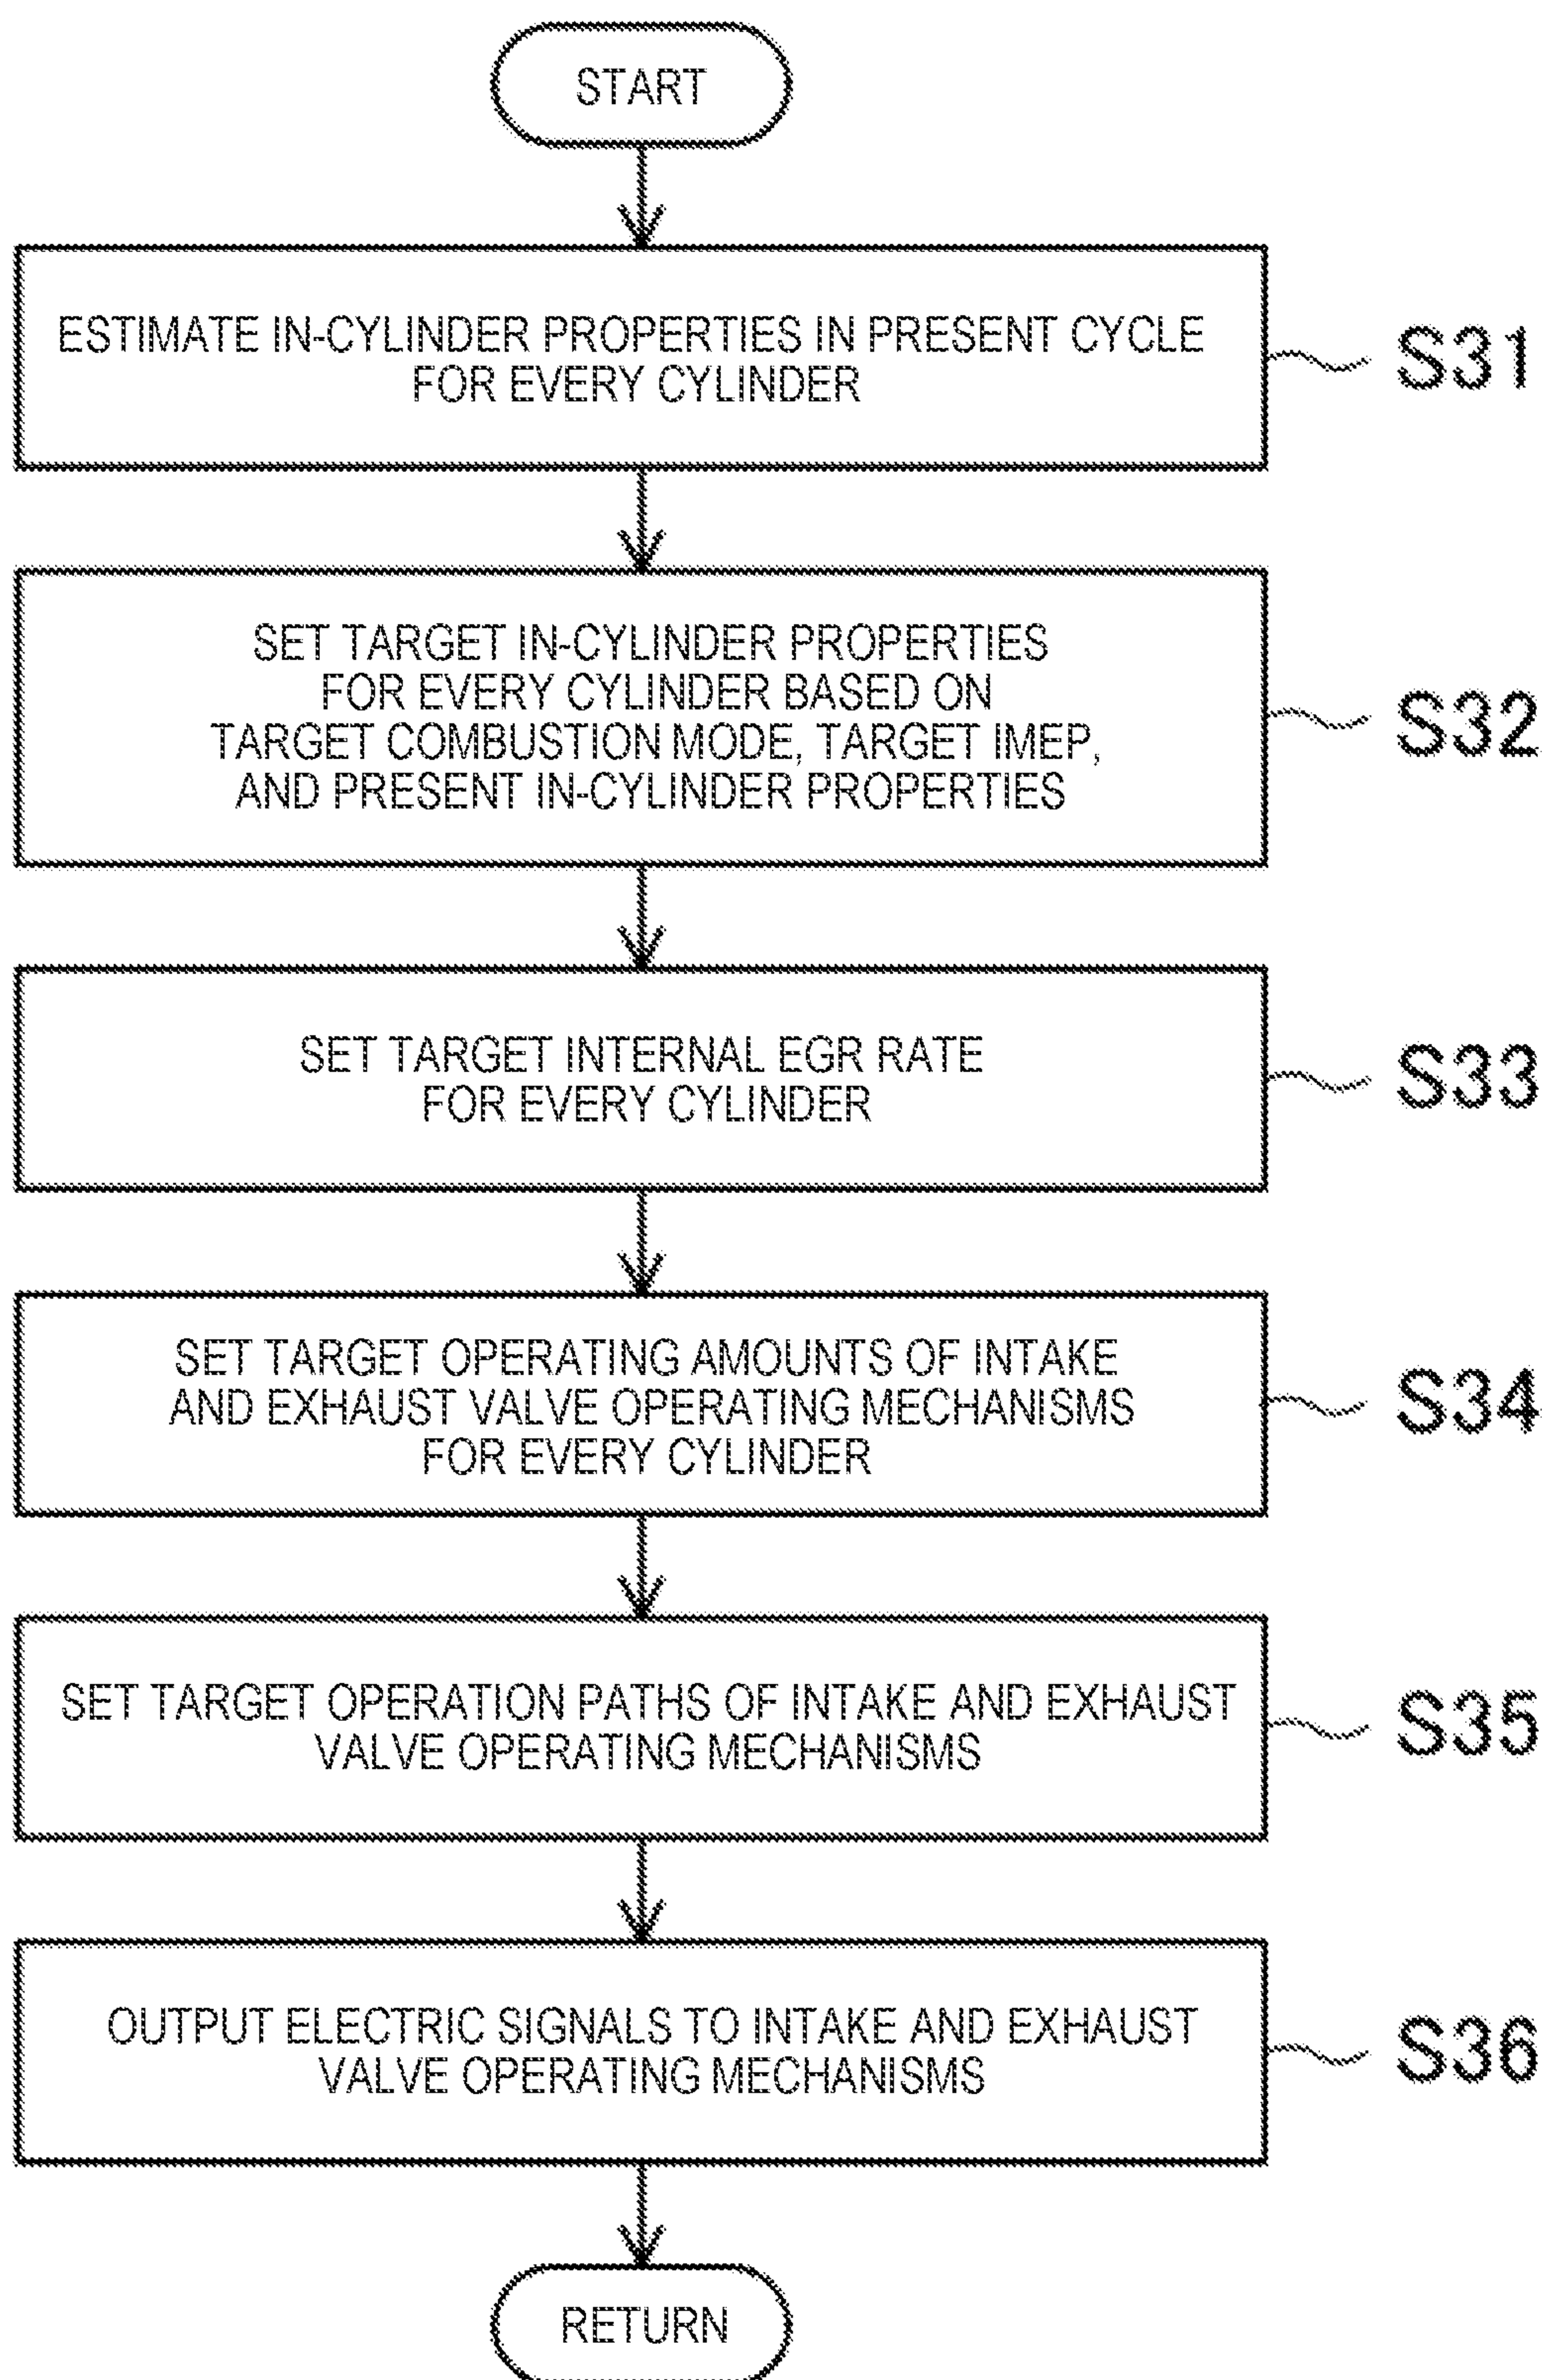 START
ESTIMATE IN-CYLINDER PROPERTIES IN PRESENT CYCLE
FOR EVERY CYLINDER
S31
SET TARGET IN-CYLINDER PROPERTIES
FOR EVERY CYLINDER BASED ON
TARGET COMBUSTION MODE, TARGET IMEP,
AND PRESENT IN-CYLINDER PROPERTIES
S32
SET TARGET INTERNAL EGR RATE
FOR EVERY CYLINDER
S33
SET TARGET OPERATING AMOUNTS OF INTAKE
AND EXHAUST VALVE OPERATING MECHANISMS
FOR EVERY CYLINDER
S34
SET TARGET OPERATION PATHS OF INTAKE AND EXHAUST
VALVE OPERATING MECHANISMS
S35
OUTPUT ELECTRIC SIGNALS TO INTAKE AND EXHAUST
VALVE OPERATING MECHANISMS
S36
RETURN